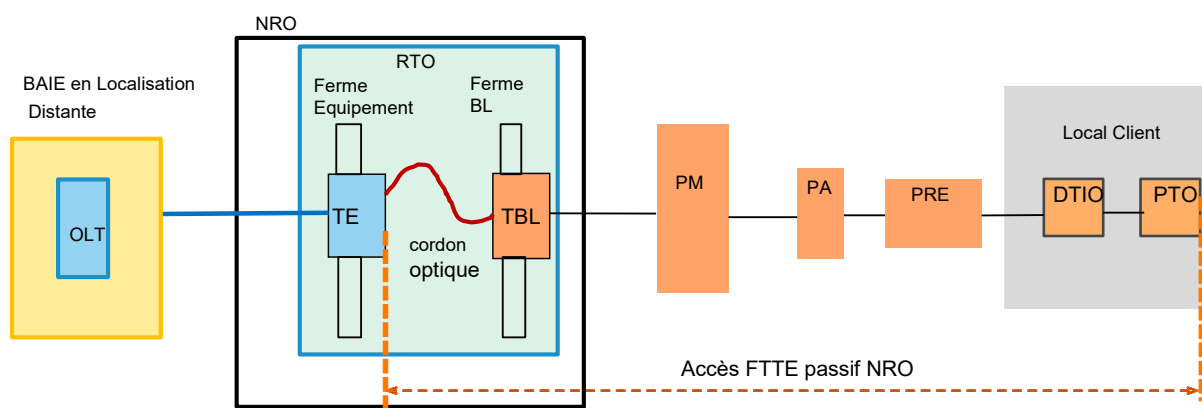 NRO
RTO
BAIE en Localisation
Distante
OLT
Ferme
Equipement
Ferme
BL
TE
TBL
cordon
optique
PM
PA
PRE
Local Client
DTIO
PTO
Accès FTTE passif NRO